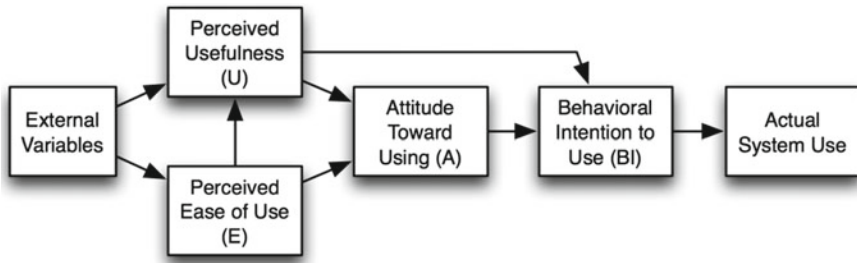 External
Variables
Perceived
Usefulness
(U)
Perceived
Ease of Use
(E)
Attitude
Toward
Using (A)
Behavioral
Intention to
Use (BI)
Actual
System Use